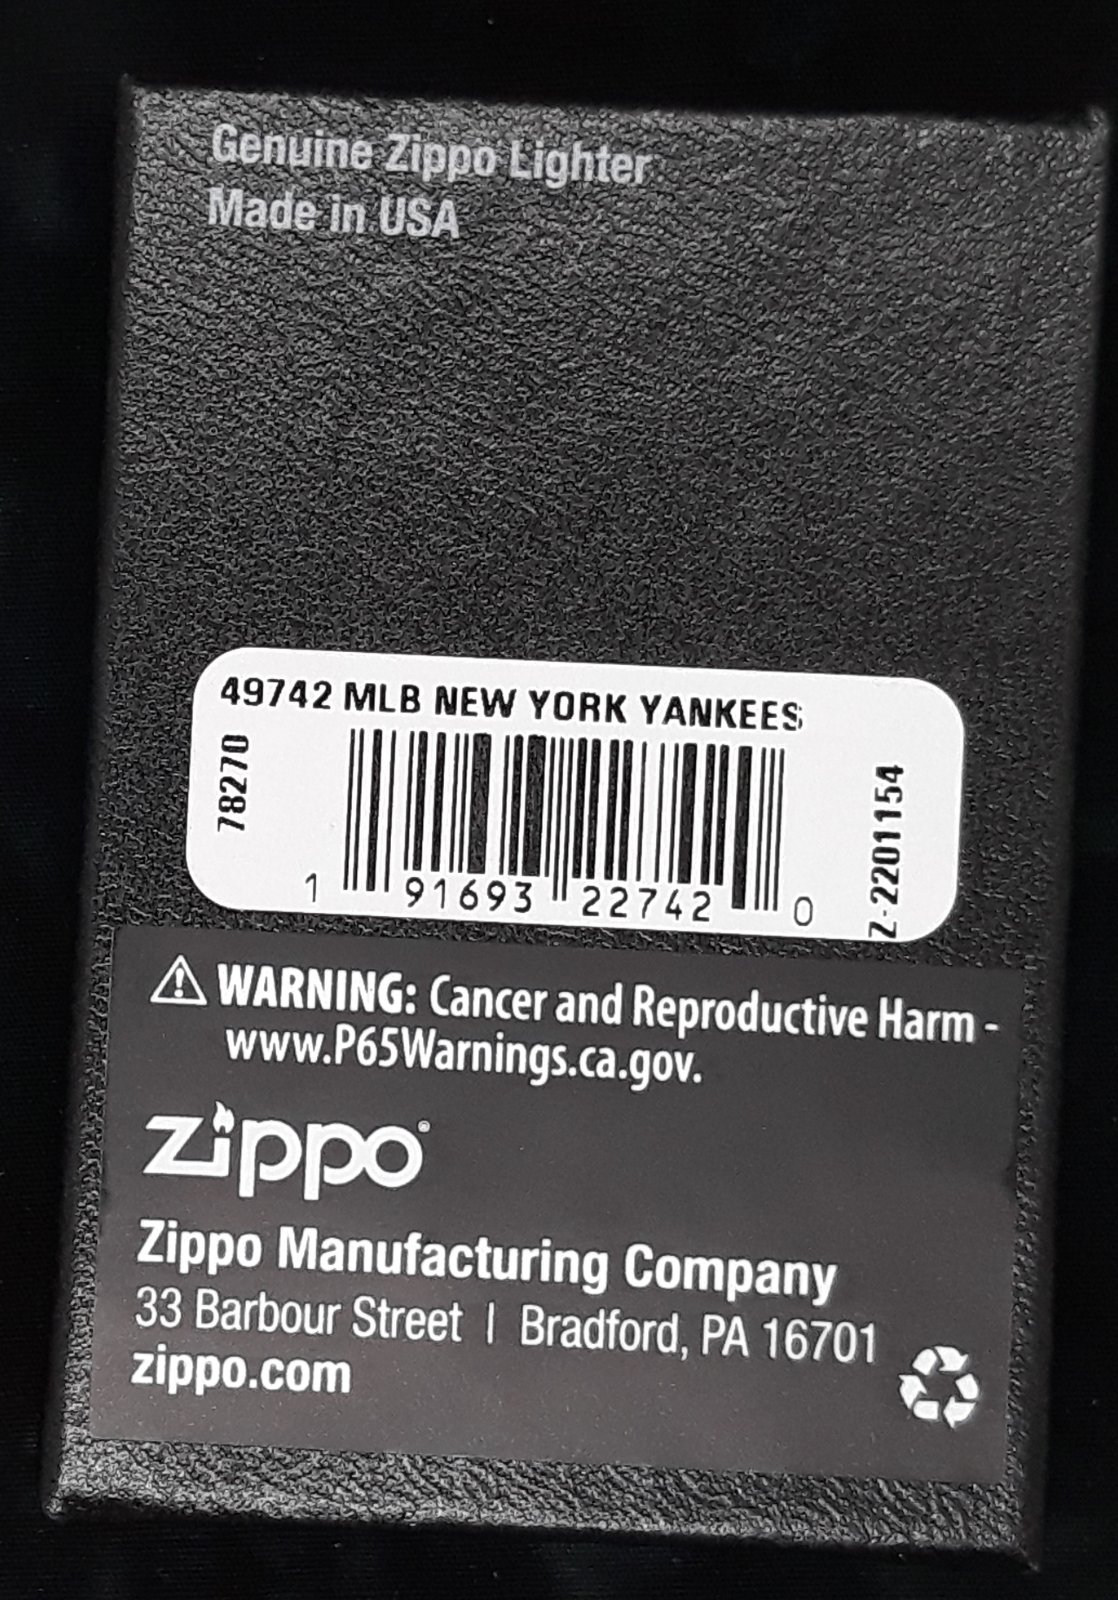 Genuine Zippo Lighter
Made in USA
49742 MLB NEW YORK YANKEES
78270
Z-2201154
1 91693 22742 0
WARNING: Cancer and Reproductive Harm -
www.P65Warnings.ca.gov.
zippo®
Zippo Manufacturing Company
33 Barbour Street | Bradford, PA 16701
zippo.com